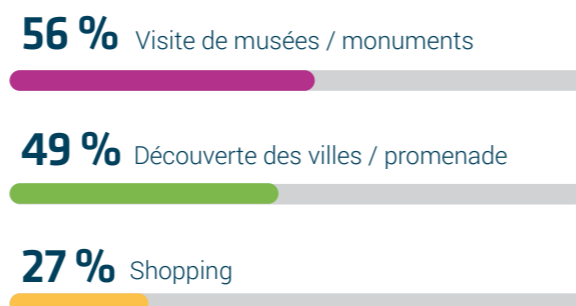 56 % Visite de musées / monuments
49 % Découverte des villes / promenade
27 % Shopping